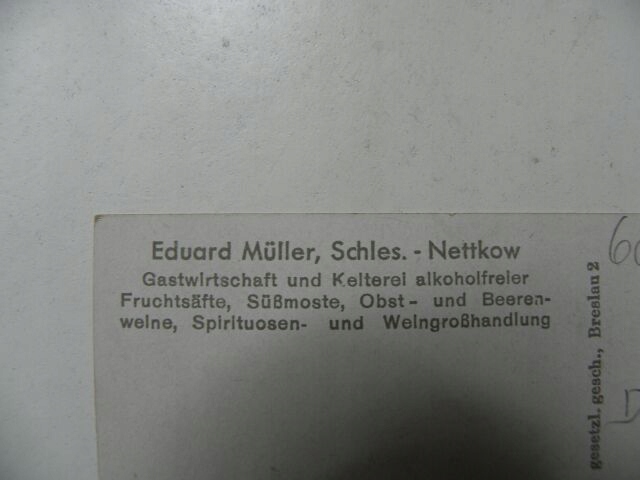 Eduard Müller, Schles. - Nettkow
Gastwirtschaft und Kelterei alkoholfreier
Fruchtsäfte, Süßmoste, Obst- und Beeren-
weine, Spirituosen- und Weingroßhandlung
gesetzl. gesch., Breslau 2